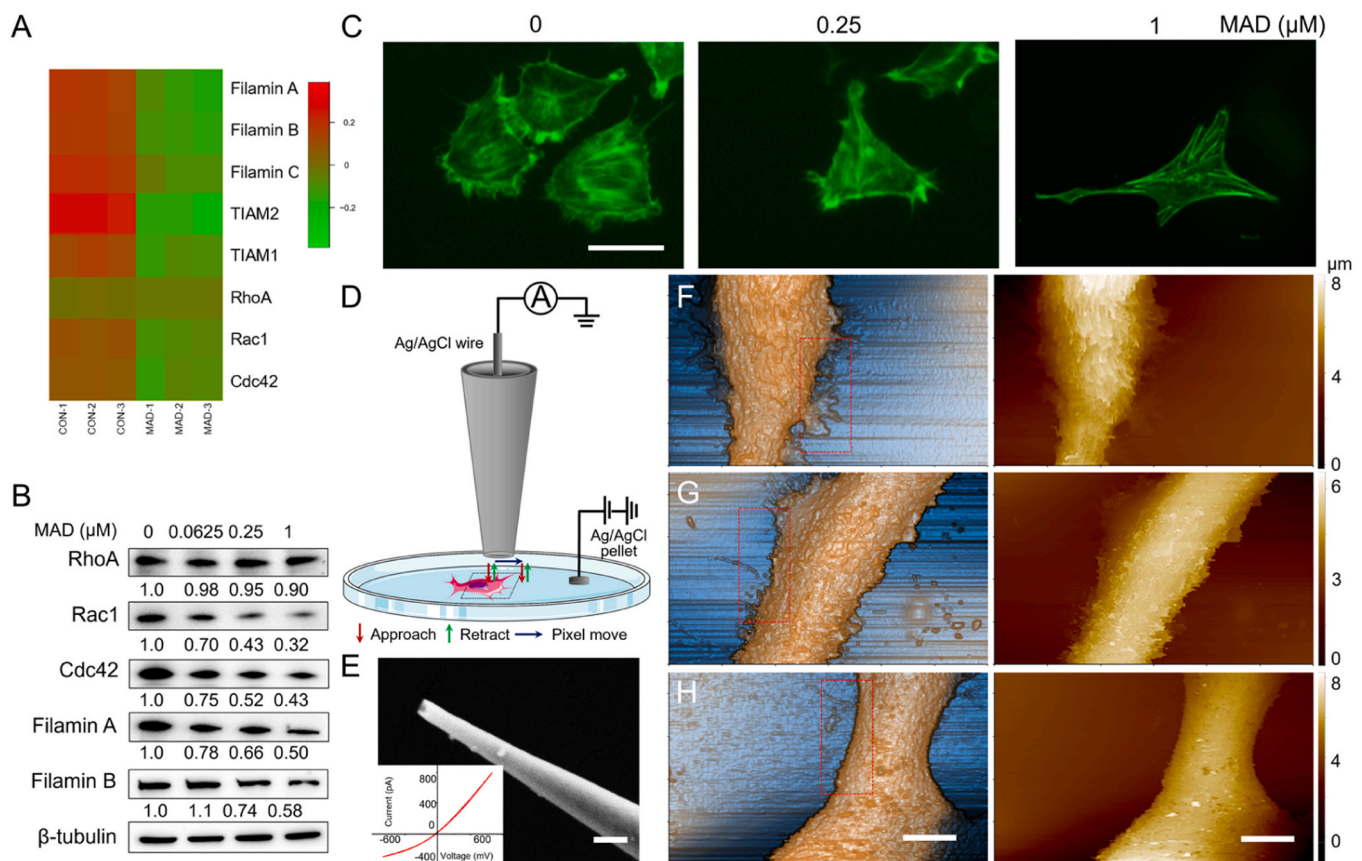 A
Filamin A
Filamin B
Filamin C
TIAM2
TIAM1
RhoA
Rac1
Cdc42
0.2
0
−0.2
CON-1
CON-2
CON-3
MAD-1
MAD-2
MAD-3
B
MAD (μM) 0 0.0625 0.25 1
RhoA
1.0 0.98 0.95 0.90
Rac1
1.0 0.70 0.43 0.32
Cdc42
1.0 0.75 0.52 0.43
Filamin A
1.0 0.78 0.66 0.50
Filamin B
1.0 1.1 0.74 0.58
β-tubulin
C
0 0.25 1 MAD (μM)
D
A
Ag/AgCl wire
Ag/AgCl
pellet
Approach Retract Pixel move
E
Current (pA)
800
400
0
-600 600
-400 Voltage (mV)
F
μm
8
0
G
6
3
0
H
8
4
0